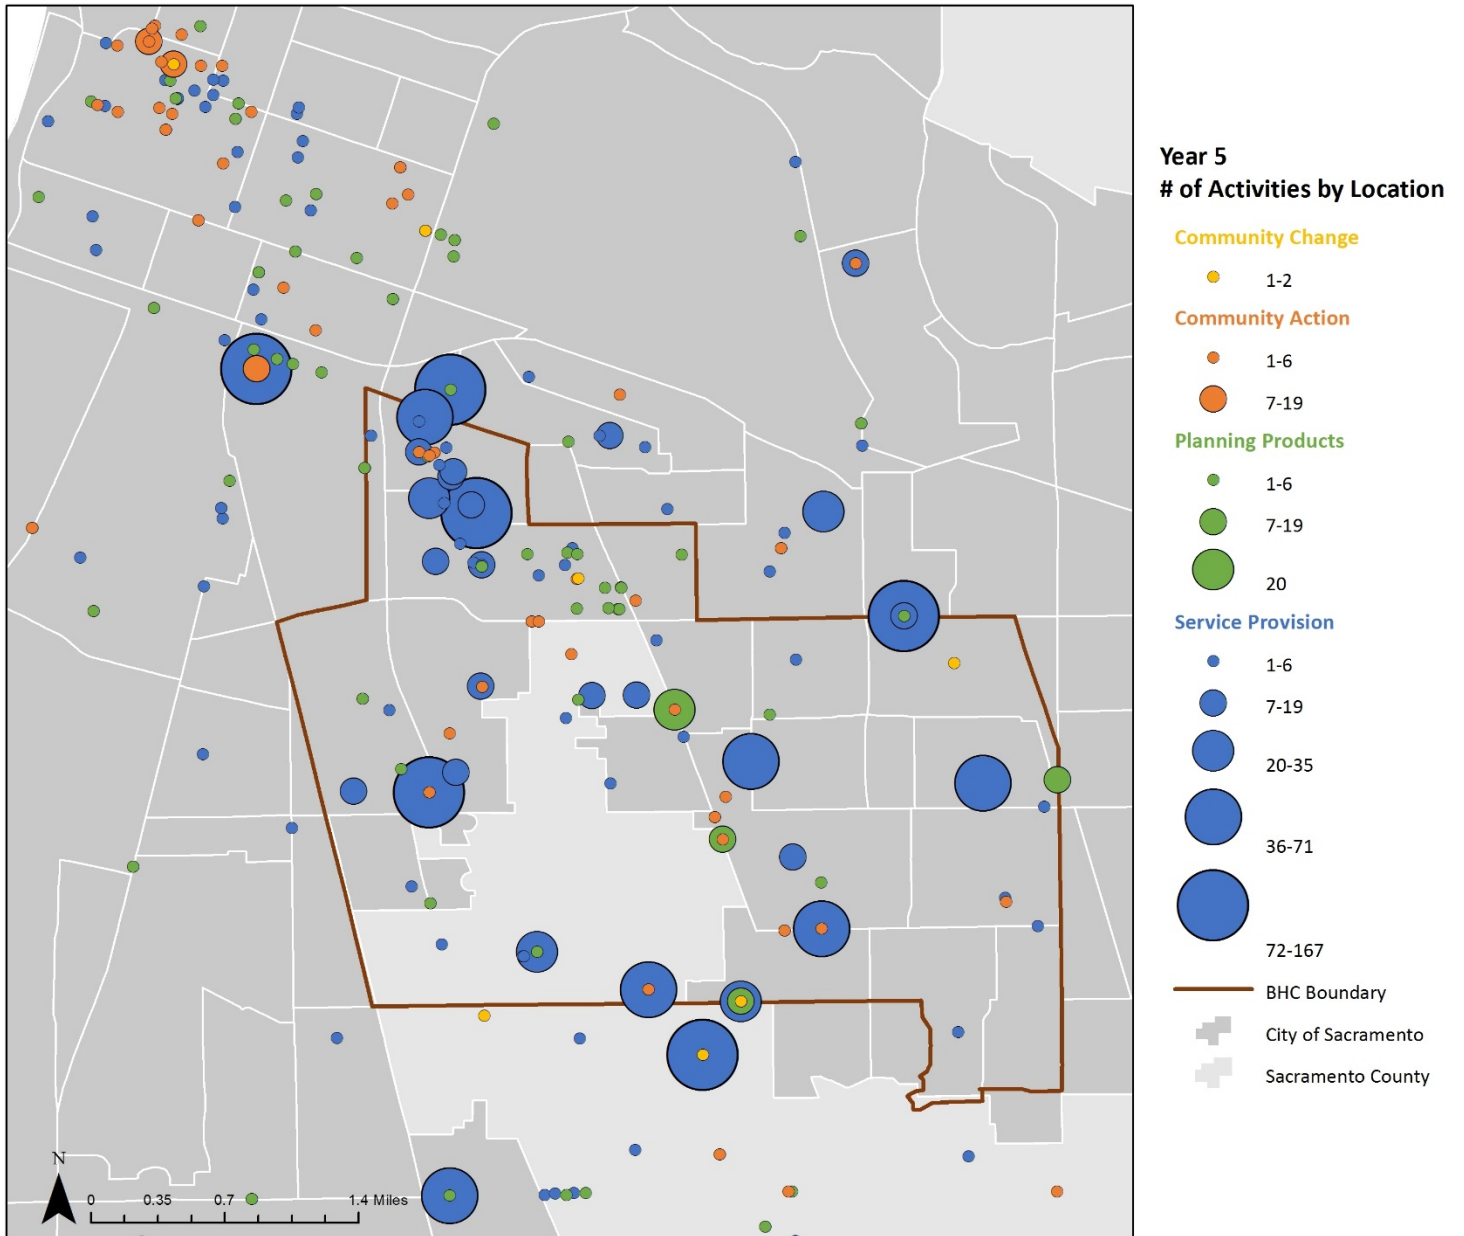 Year 5
# of Activities by Location
Community Change
1-2
Community Action
1-6
7-19
Planning Products
1-6
7-19
20
Service Provision
1-6
7-19
20-35
36-71
72-167
BHC Boundary
City of Sacramento
Sacramento County
N
0 0.35 0.7 1.4 Miles